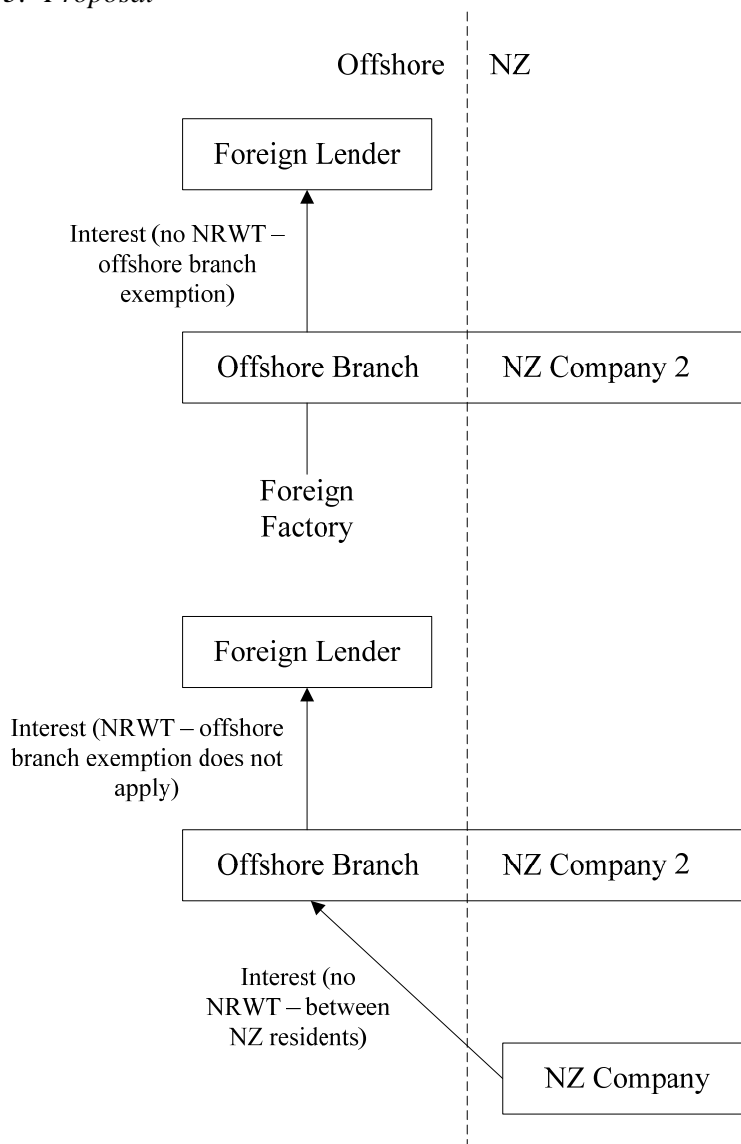 3. Proposal
Offshore NZ
Foreign Lender
Interest (no NRWT –
offshore branch
exemption)
Offshore Branch NZ Company 2
Foreign
Factory
Foreign Lender
Interest (NRWT – offshore
branch exemption does not
apply)
Offshore Branch NZ Company 2
Interest (no
NRWT – between
NZ residents)
NZ Company